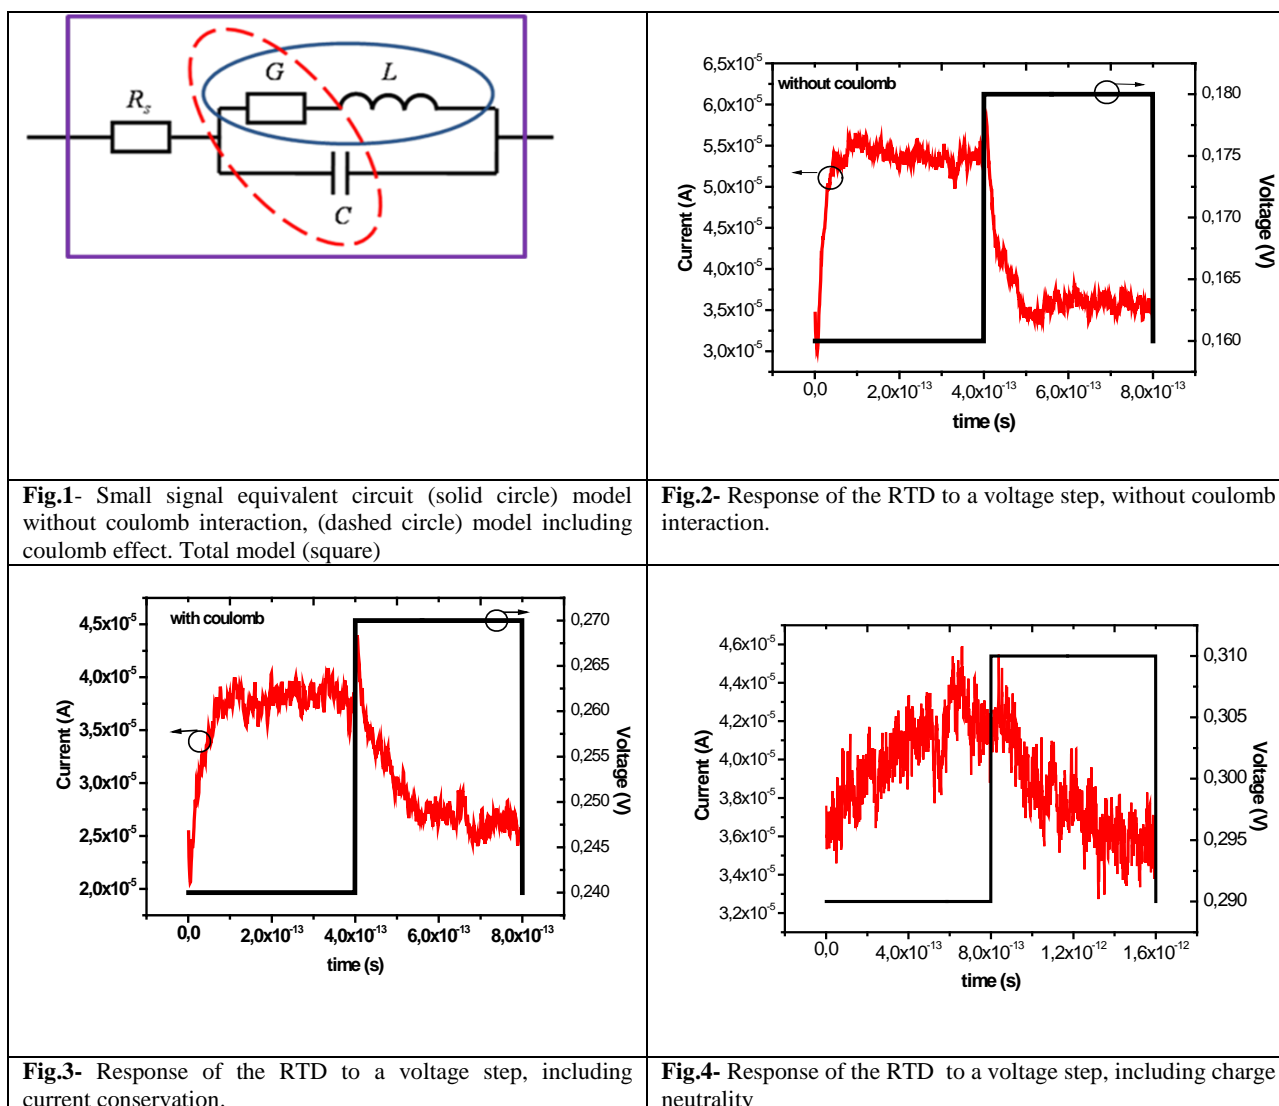 G
L
R_s
C
Fig.1- Small signal equivalent circuit (solid circle) model
without coulomb interaction, (dashed circle) model including
coulomb effect. Total model (square)
without coulomb
6,5x10^-5
6,0x10^-5
5,5x10^-5
5,0x10^-5
4,5x10^-5
4,0x10^-5
3,5x10^-5
3,0x10^-5
Current (A)
0,180
0,175
0,170
0,165
0,160
Voltage (V)
0,0 2,0x10^-13 4,0x10^-13 6,0x10^-13 8,0x10^-13
time (s)
Fig.2- Response of the RTD to a voltage step, without coulomb
interaction.
with coulomb
4,5x10^-5
4,0x10^-5
3,5x10^-5
3,0x10^-5
2,5x10^-5
2,0x10^-5
Current (A)
0,270
0,265
0,260
0,255
0,250
0,245
0,240
Voltage (V)
0,0 2,0x10^-13 4,0x10^-13 6,0x10^-13 8,0x10^-13
time (s)
Fig.3- Response of the RTD to a voltage step, including
current conservation.
4,6x10^-5
4,4x10^-5
4,2x10^-5
4,0x10^-5
3,8x10^-5
3,6x10^-5
3,4x10^-5
3,2x10^-5
Current (A)
0,310
0,305
0,300
0,295
0,290
Voltage (V)
0,0 4,0x10^-13 8,0x10^-13 1,2x10^-12 1,6x10^-12
time (s)
Fig.4- Response of the RTD to a voltage step, including charge
neutrality